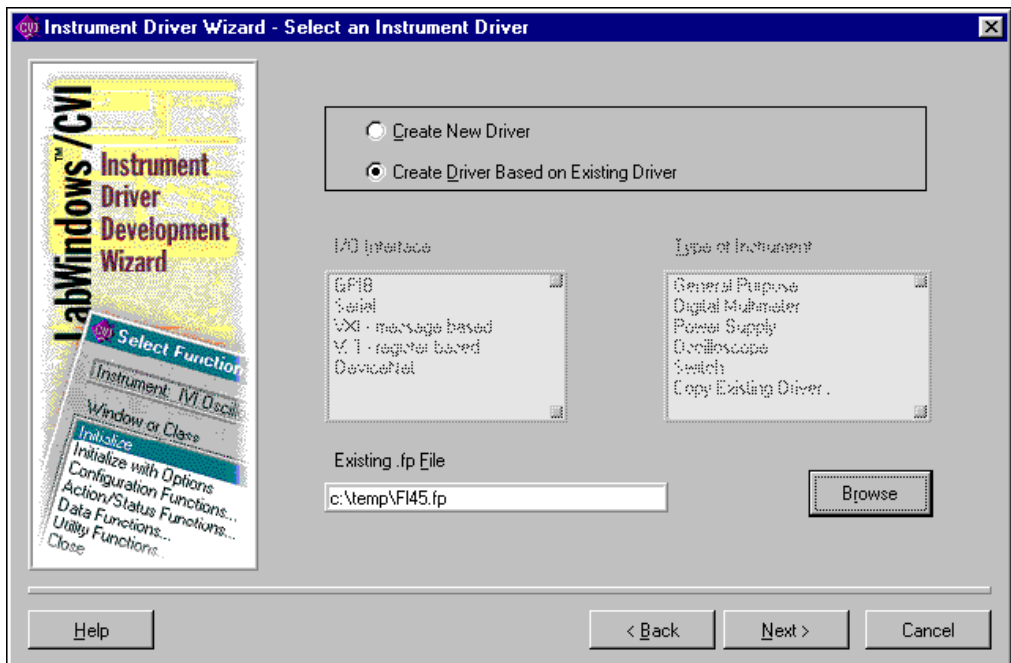 CVI Instrument Driver Wizard - Select an Instrument Driver
LabWindows™/CVI
Instrument
Driver
Development
Wizard
CVI Select Function
Instrument: IVI Oscil
Window or Class
Initialize
Initialize with Options
Configuration Functions...
Action/Status Functions...
Data Functions...
Utility Functions...
Close
Create New Driver
Create Driver Based on Existing Driver
I/O Interface
GPIB
Serial
VXI - message based
VXI - register based
DeviceNet
Type of Instrument
General Purpose
Digital Multimeter
Power Supply
Oscilloscope
Switch
Copy Existing Driver .
Existing .fp File
c:\temp\Fl45.fp
Browse
Help
< Back
Next >
Cancel